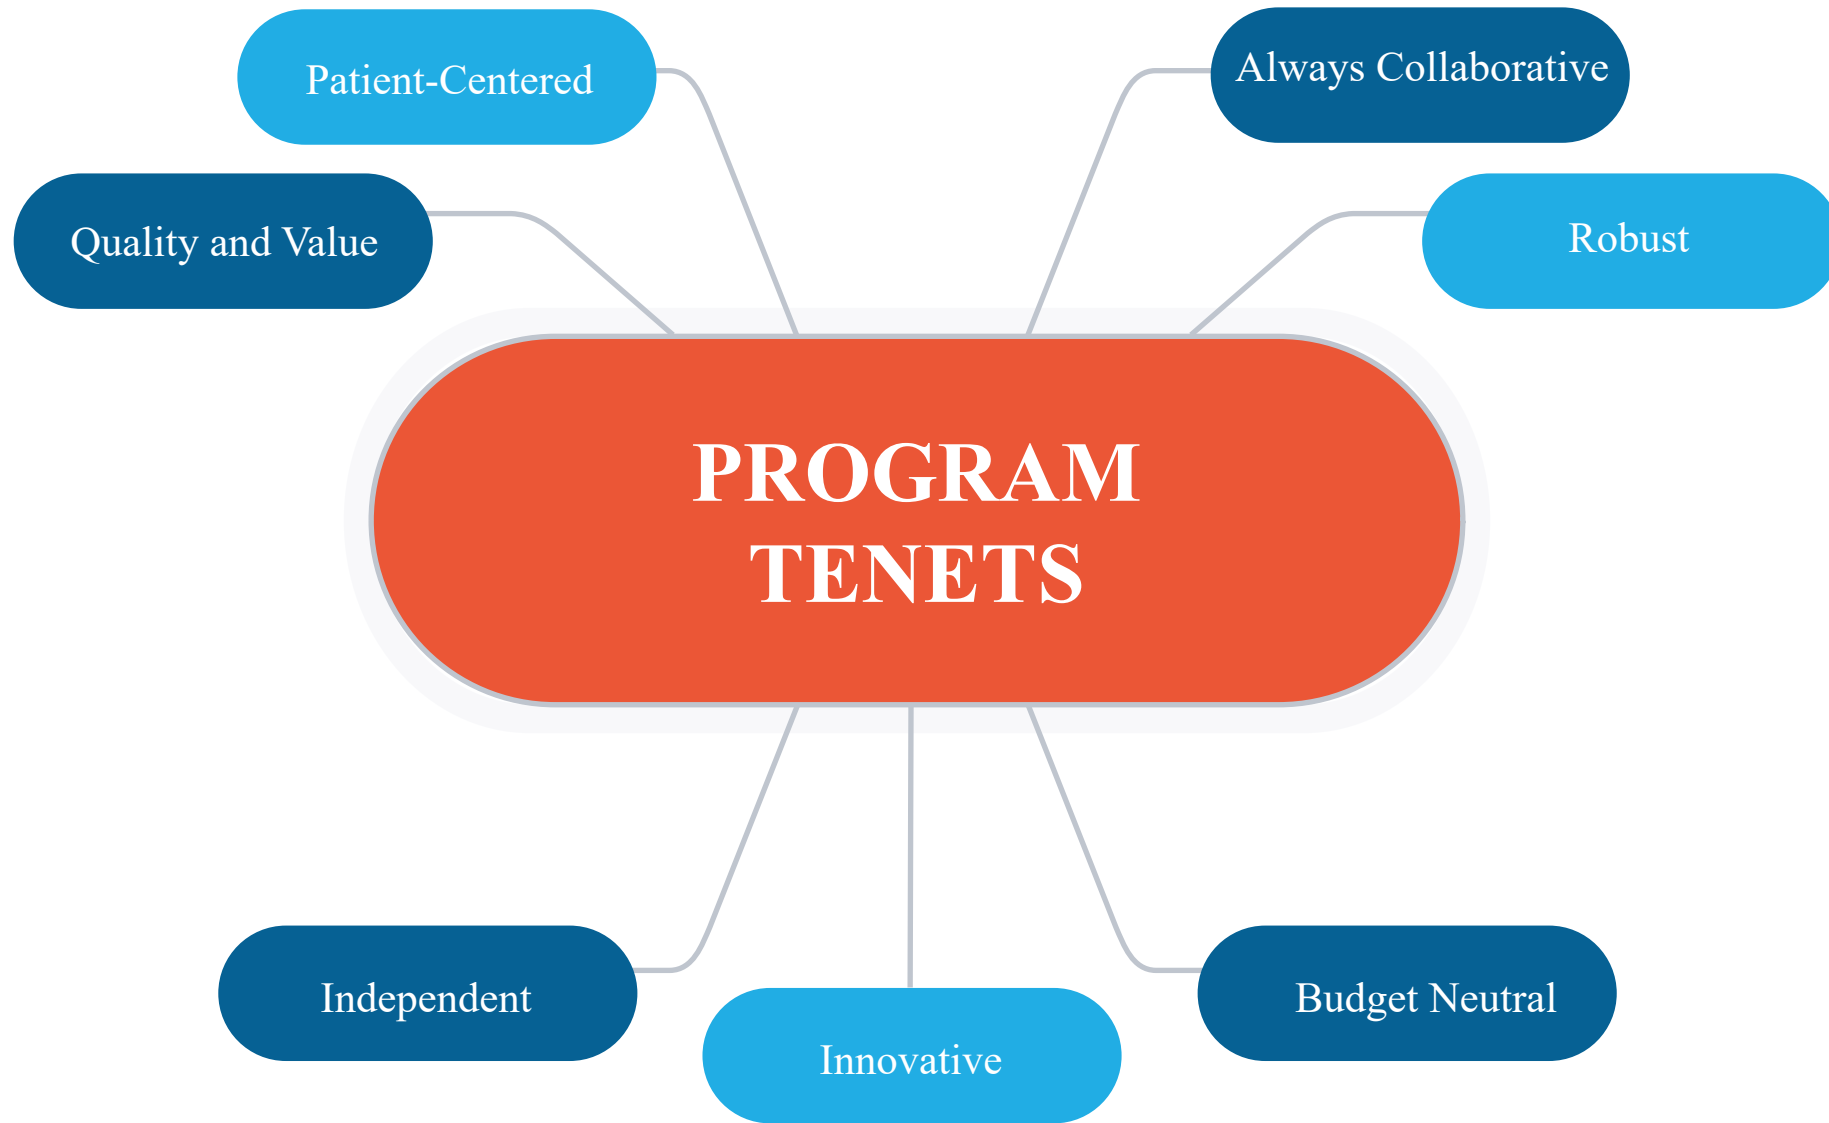 Patient-Centered
Always Collaborative
Quality and Value
Robust
PROGRAM
TENETS
Independent
Innovative
Budget Neutral